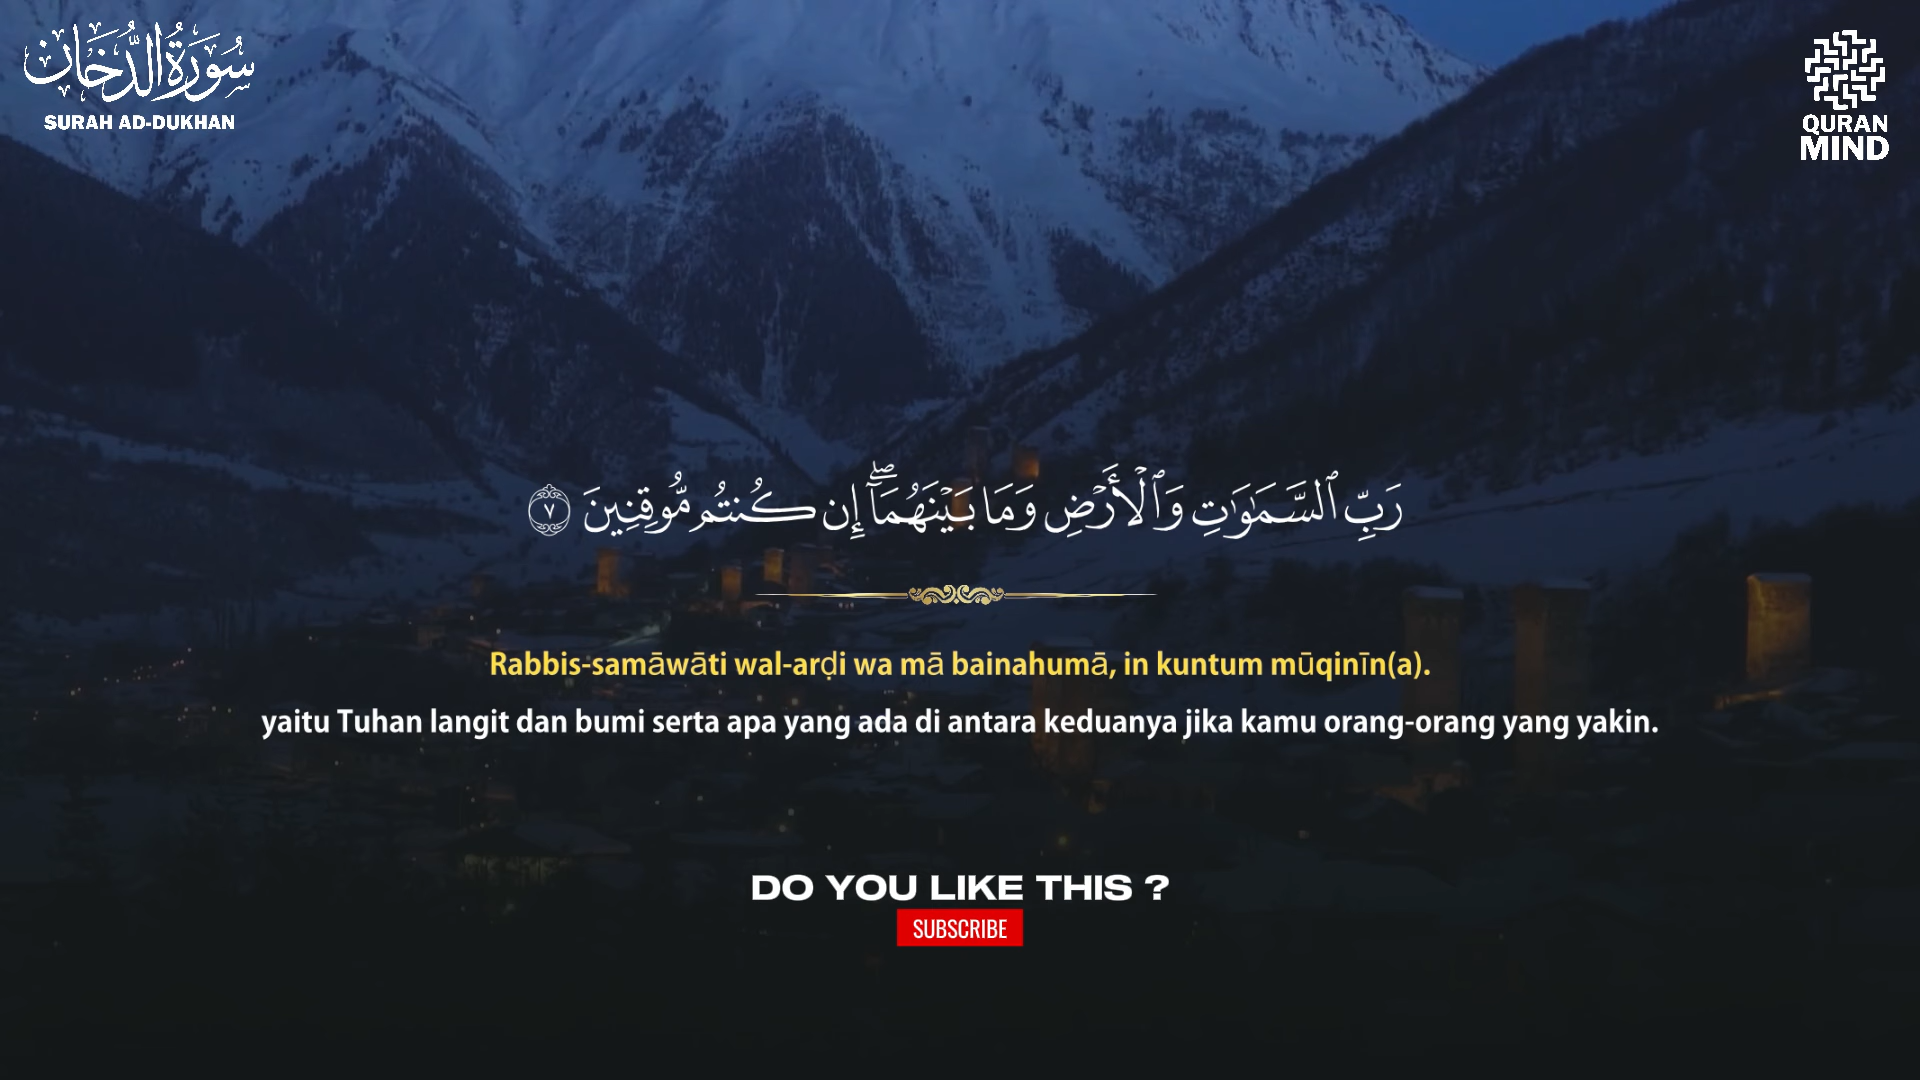 سُورَةُ الدُّخَانِ
SURAH AD-DUKHAN
QURAN
MIND
رَبِّ ٱلسَّمَـٰوَٰتِ وَٱلْأَرْضِ وَمَا بَيْنَهُمَآ ۖ إِن كُنتُم مُّوقِنِينَ ٧
Rabbis-samāwāti wal-arḍi wa mā bainahumā, in kuntum mūqinīn(a).
yaitu Tuhan langit dan bumi serta apa yang ada di antara keduanya jika kamu orang-orang yang yakin.
DO YOU LIKE THIS ?
SUBSCRIBE